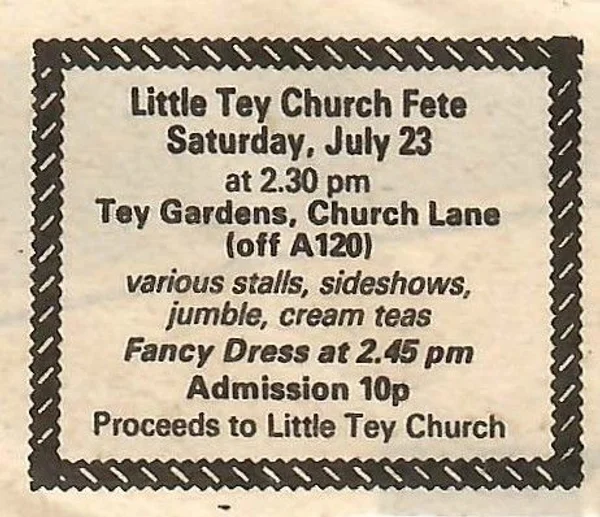 Little Tey Church Fete
Saturday, July 23
at 2.30 pm
Tey Gardens, Church Lane
(off A120)
various stalls, sideshows,
jumble, cream teas
Fancy Dress at 2.45 pm
Admission 10p
Proceeds to Little Tey Church